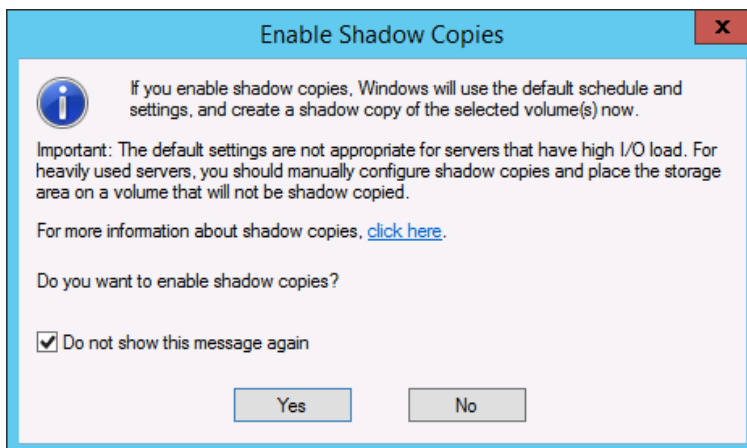 Enable Shadow Copies
x
If you enable shadow copies, Windows will use the default schedule and
settings, and create a shadow copy of the selected volume(s) now.
Important: The default settings are not appropriate for servers that have high I/O load. For
heavily used servers, you should manually configure shadow copies and place the storage
area on a volume that will not be shadow copied.
For more information about shadow copies, click here.
Do you want to enable shadow copies?
Do not show this message again
Yes No